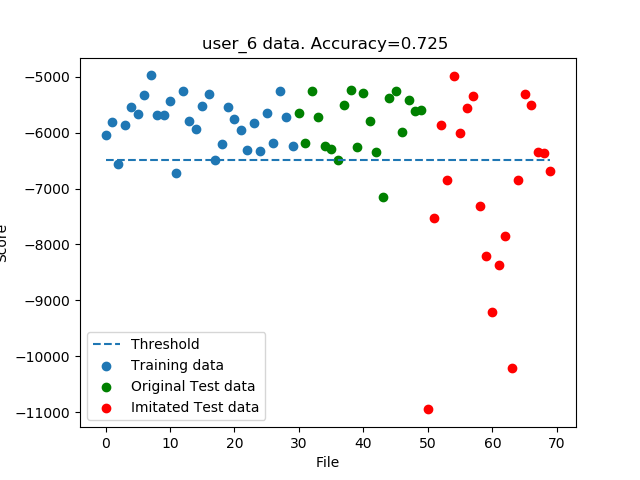 user_6 data. Accuracy=0.725
−5000
−6000
−7000
−8000
−9000
−10000
−11000
Score
Threshold
Training data
Original Test data
Imitated Test data
0
10
20
30
40
50
60
70
File